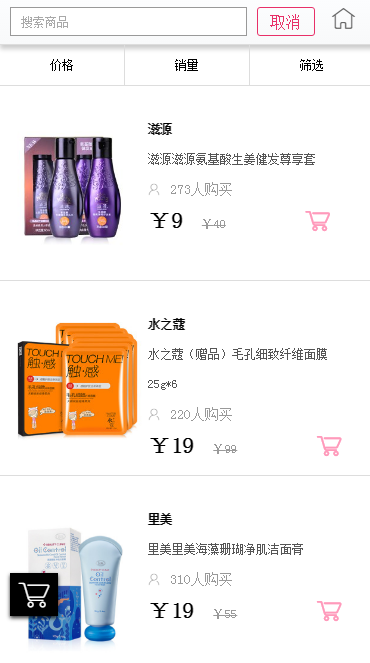 搜索商品
取消
价格
销量
筛选
滋源
滋源滋源氨基酸生姜健发尊享套
273人购买
￥9 ￥40
水之蔻
水之蔻（赠品）毛孔细致纤维面膜
25g*6
220人购买
￥19 ￥99
TOUCH ME!
触·感
里美
里美里美海藻珊瑚净肌洁面膏
310人购买
￥19 ￥55
Oil Control
Oil Control